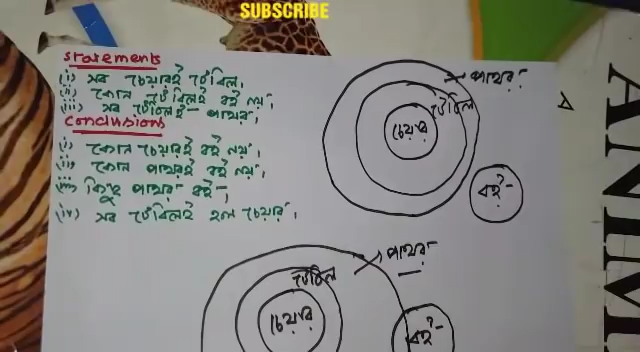 SUBSCRIBE
Statements
(i) সব চেয়ারই টেবিল,
(ii) কোন টেবিলই বই নয়,
(iii) সব টেবিলই পাথর,
Conclusions
(i) কোন চেয়ারই বই নয়,
(ii) কোন পাথরই বই নয়,
(iii) কিছু পাথর বই,
(iv) সব টেবিলই হল চেয়ার,
পাথর
টেবিল
চেয়ার
বই
পাথর
টেবিল
চেয়ার
বই
ANIM